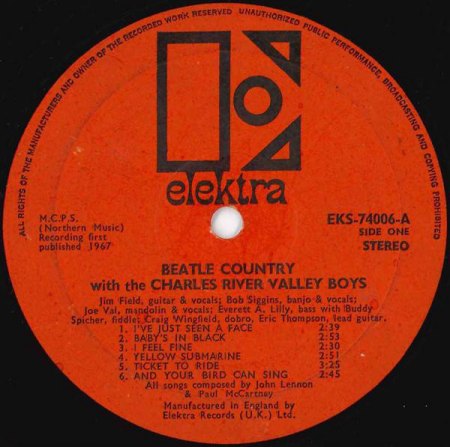 ALL RIGHTS OF THE MANUFACTURERS AND OWNER OF THE RECORDED WORK RESERVED UNAUTHORIZED PUBLIC PERFORMANCE, BROADCASTING AND COPYING OF THIS RECORD PROHIBITED
elektra
M.C.P.S.
(Northern Music)
Recording first
published 1967
EKS-74006-A
SIDE ONE
STEREO
BEATLE COUNTRY
with the CHARLES RIVER VALLEY BOYS
Jim Field, guitar & vocals; Bob Siggins, banjo & vocals;
Joe Val, mandolin & vocals; Everett A. Lilly, bass with Buddy
Spicher, fiddle; Craig Wingfield, dobro, Eric Thompson, lead guitar.
1. I'VE JUST SEEN A FACE 2:39
2. BABY'S IN BLACK 2:53
3. I FEEL FINE 2:30
4. YELLOW SUBMARINE 2:51
5. TICKET TO RIDE 3:25
6. AND YOUR BIRD CAN SING 2:45
All songs composed by John Lennon
& Paul McCartney
Manufactured in England by
Elektra Records (U.K.) Ltd.